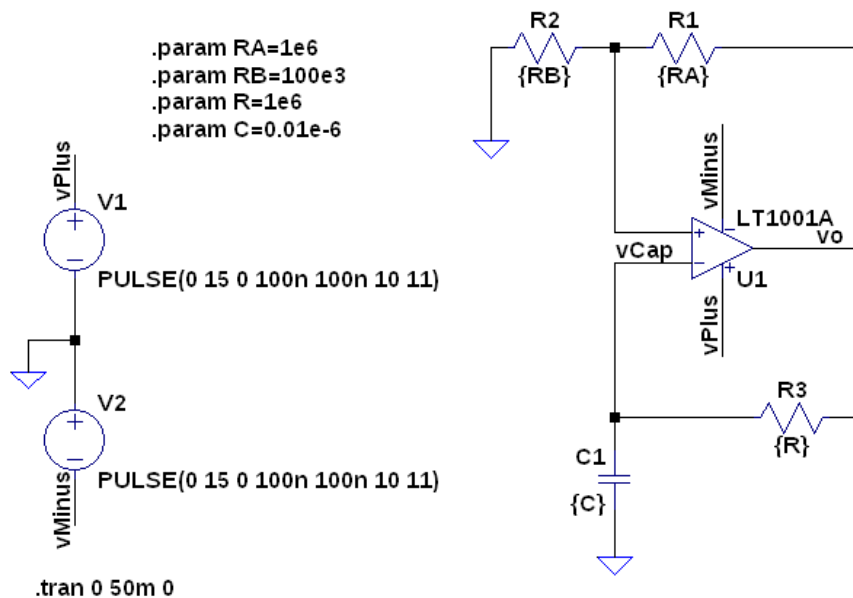 .param RA=1e6
.param RB=100e3
.param R=1e6
.param C=0.01e-6
vPlus
V1
+
−
PULSE(0 15 0 100n 100n 10 11)
V2
+
−
PULSE(0 15 0 100n 100n 10 11)
vMinus
.tran 0 50m 0
R2
{RB}
R1
{RA}
vMinus
LT1001A
−
+
vo
vCap
−
+
U1
vPlus
R3
{R}
C1
{C}